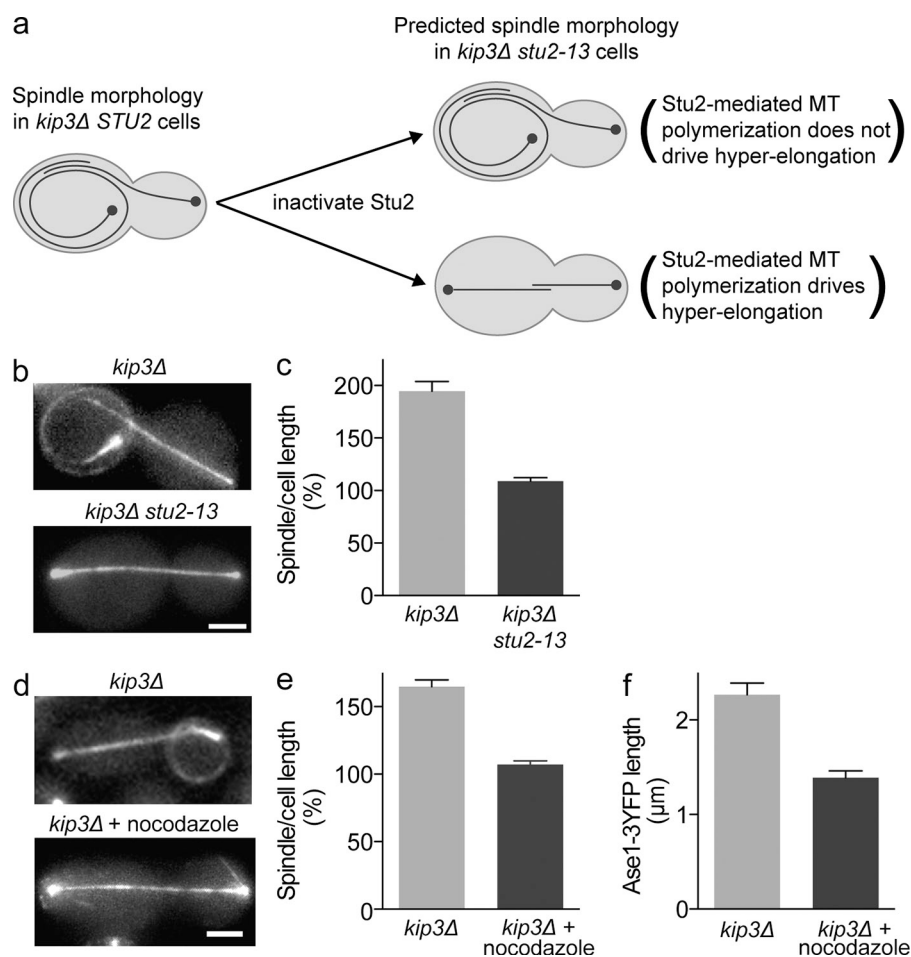 a
Spindle morphology
in kip3Δ STU2 cells
inactivate Stu2
Predicted spindle morphology
in kip3Δ stu2-13 cells
( Stu2-mediated MT
polymerization does not
drive hyper-elongation )
( Stu2-mediated MT
polymerization drives
hyper-elongation )
b
kip3Δ
kip3Δ stu2-13
c
Spindle/cell length
(%)
200
150
100
50
0
kip3Δ
kip3Δ
stu2-13
d
kip3Δ
kip3Δ + nocodazole
e
Spindle/cell length
(%)
150
100
50
0
kip3Δ
kip3Δ +
nocodazole
f
Ase1-3YFP length
(μm)
2
1
0
kip3Δ
kip3Δ +
nocodazole